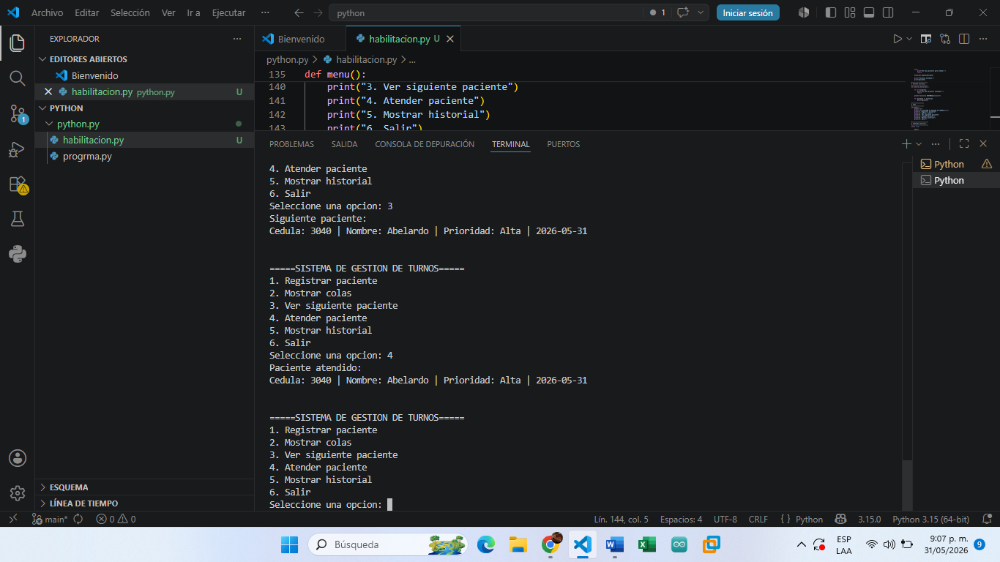 Archivo Editar Selección Ver Ir a Ejecutar ··· python 1 Iniciar sesión
EXPLORADOR ···
EDITORES ABIERTOS
Bienvenido
habilitacion.py python.py U
PYTHON
python.py
habilitacion.py U
progrma.py
ESQUEMA
LÍNEA DE TIEMPO
1
Bienvenido habilitacion.py U
python.py > habilitacion.py > ...
135 def menu():
140 print("3. Ver siguiente paciente")
141 print("4. Atender paciente")
142 print("5. Mostrar historial")
143 print("6. Salir")
PROBLEMAS SALIDA CONSOLA DE DEPURACIÓN TERMINAL PUERTOS
Python
Python
4. Atender paciente
5. Mostrar historial
6. Salir
Seleccione una opcion: 3
Siguiente paciente:
Cedula: 3040 | Nombre: Abelardo | Prioridad: Alta | 2026-05-31
=====SISTEMA DE GESTION DE TURNOS=====
1. Registrar paciente
2. Mostrar colas
3. Ver siguiente paciente
4. Atender paciente
5. Mostrar historial
6. Salir
Seleccione una opcion: 4
Paciente atendido:
Cedula: 3040 | Nombre: Abelardo | Prioridad: Alta | 2026-05-31
=====SISTEMA DE GESTION DE TURNOS=====
1. Registrar paciente
2. Mostrar colas
3. Ver siguiente paciente
4. Atender paciente
5. Mostrar historial
6. Salir
Seleccione una opcion:
main* 0 0 Lín. 144, col. 5 Espacios: 4 UTF-8 CRLF { } Python 3.15.0 Python 3.15 (64-bit)
Búsqueda
ESP
LAA
9:07 p. m.
31/05/2026
9